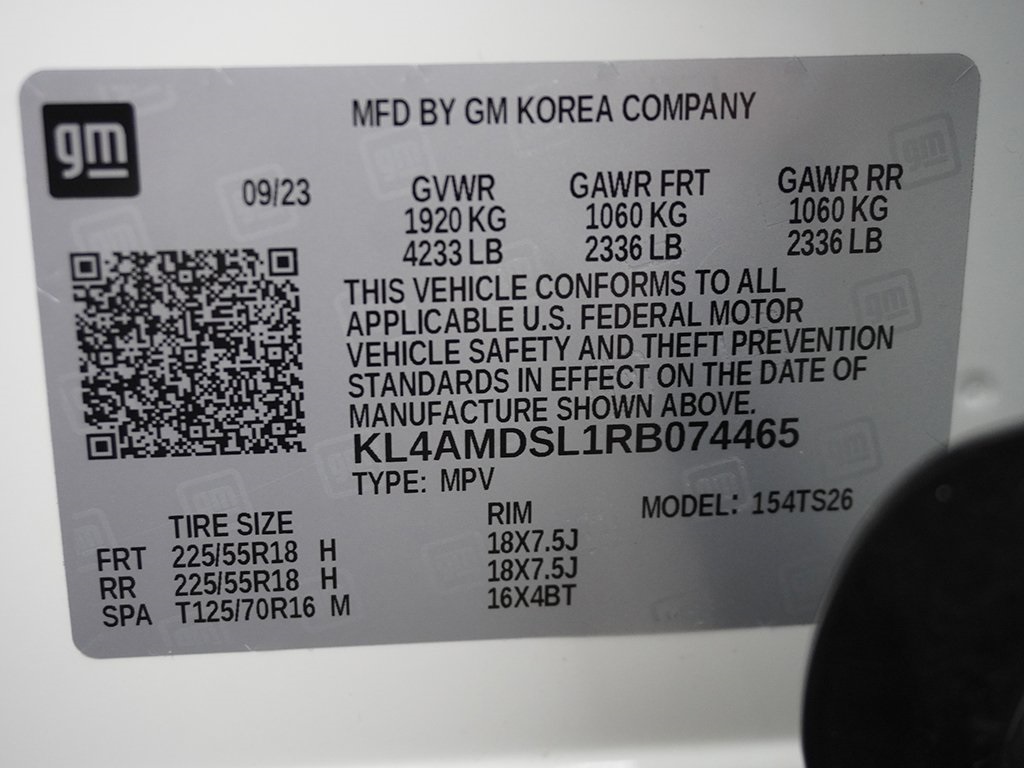 gm
MFD BY GM KOREA COMPANY
09/23 GVWR GAWR FRT GAWR RR
1920 KG 1060 KG 1060 KG
4233 LB 2336 LB 2336 LB
THIS VEHICLE CONFORMS TO ALL
APPLICABLE U.S. FEDERAL MOTOR
VEHICLE SAFETY AND THEFT PREVENTION
STANDARDS IN EFFECT ON THE DATE OF
MANUFACTURE SHOWN ABOVE.
KL4AMDSL1RB074465
TYPE: MPV
TIRE SIZE RIM MODEL: 154TS26
FRT 225/55R18 H 18X7.5J
RR 225/55R18 H 18X7.5J
SPA T125/70R16 M 16X4BT